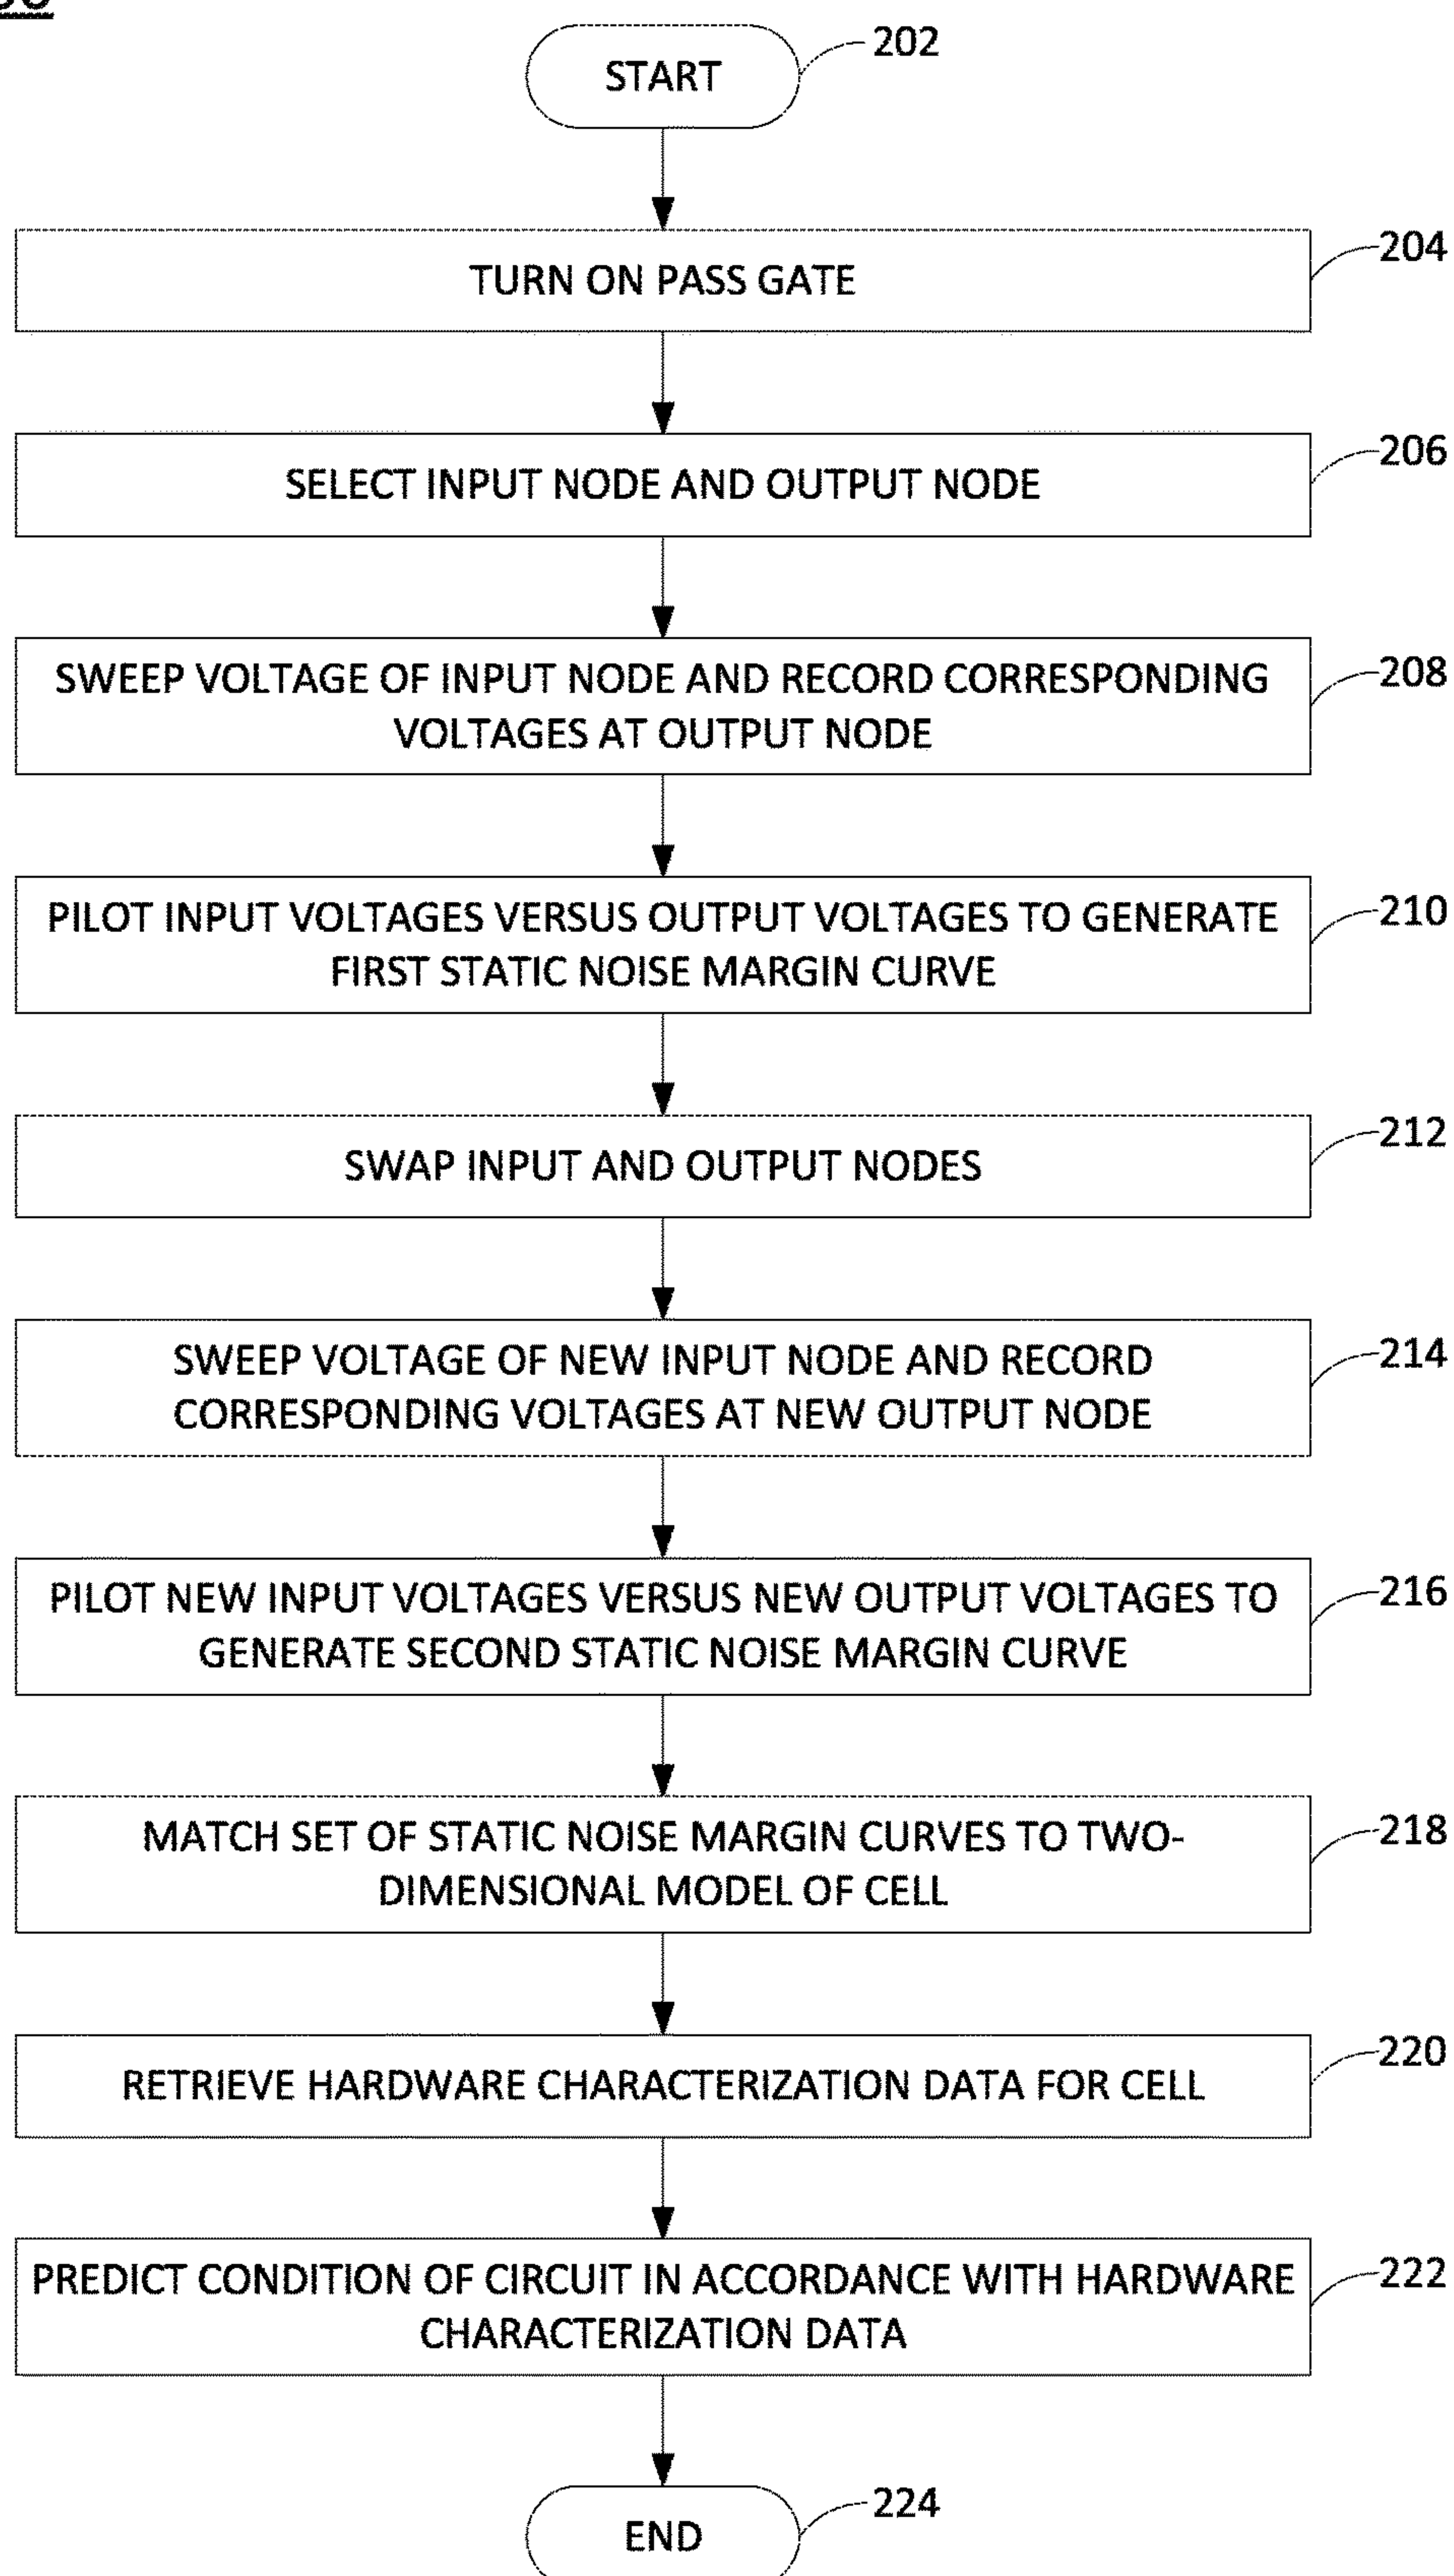 START
202
TURN ON PASS GATE
204
SELECT INPUT NODE AND OUTPUT NODE
206
SWEEP VOLTAGE OF INPUT NODE AND RECORD CORRESPONDING
VOLTAGES AT OUTPUT NODE
208
PILOT INPUT VOLTAGES VERSUS OUTPUT VOLTAGES TO GENERATE
FIRST STATIC NOISE MARGIN CURVE
210
SWAP INPUT AND OUTPUT NODES
212
SWEEP VOLTAGE OF NEW INPUT NODE AND RECORD
CORRESPONDING VOLTAGES AT NEW OUTPUT NODE
214
PILOT NEW INPUT VOLTAGES VERSUS NEW OUTPUT VOLTAGES TO
GENERATE SECOND STATIC NOISE MARGIN CURVE
216
MATCH SET OF STATIC NOISE MARGIN CURVES TO TWO-
DIMENSIONAL MODEL OF CELL
218
RETRIEVE HARDWARE CHARACTERIZATION DATA FOR CELL
220
PREDICT CONDITION OF CIRCUIT IN ACCORDANCE WITH HARDWARE
CHARACTERIZATION DATA
222
END
224